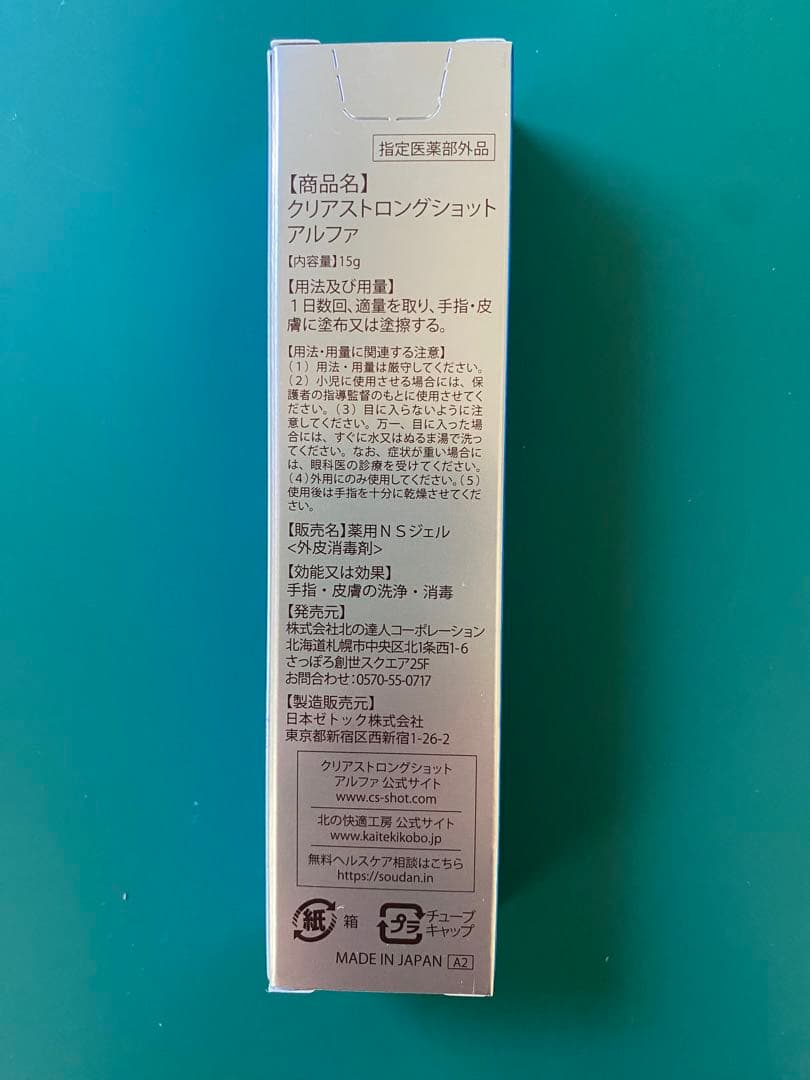 指定医薬部外品
【商品名】
クリアストロングショット
アルファ
【内容量】15g
【用法及び用量】
1日数回、適量を取り、手指・皮
膚に塗布又は塗擦する。
【用法・用量に関連する注意】
(1)用法・用量は厳守してください。
(2)小児に使用させる場合には、保
護者の指導監督のもとに使用させてく
ださい。(3)目に入らないように注
意してください。万一、目に入った場
合には、すぐに水又はぬるま湯で洗っ
てください。なお、症状が重い場合に
は、眼科医の診療を受けてください。
(4)外用にのみ使用してください。(5)
使用後は手指を十分に乾燥させてくだ
さい。
【販売名】薬用NSジェル
<外皮消毒剤>
【効能又は効果】
手指・皮膚の洗浄・消毒
【発売元】
株式会社北の達人コーポレーション
北海道札幌市中央区北1条西1-6
さっぽろ創世スクエア25F
お問合わせ:0570-55-0717
【製造販売元】
日本ゼトック株式会社
東京都新宿区西新宿1-26-2
クリアストロングショット
アルファ 公式サイト
www.cs-shot.com
北の快適工房 公式サイト
www.kaitekikobo.jp
無料ヘルスケア相談はこちら
https://soudan.in
紙 箱
プラ チューブ
キャップ
MADE IN JAPAN A2